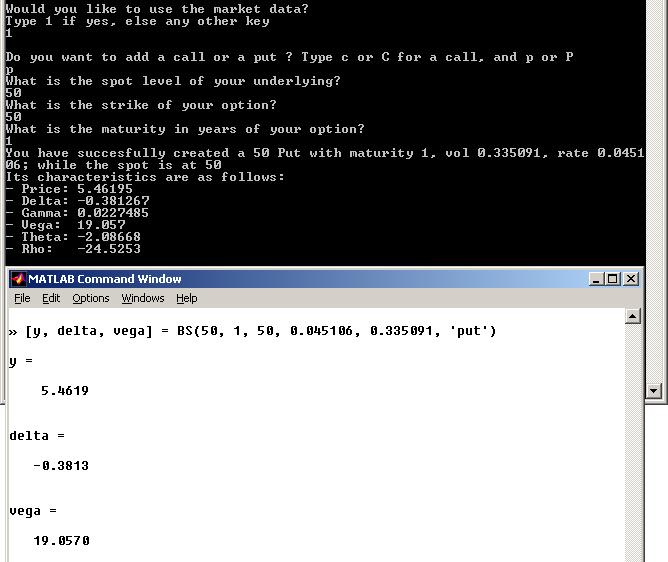 Would you like to use the market data?
Type 1 if yes, else any other key
1
Do you want to add a call or a put ? Type c or C for a call, and p or P
p
What is the spot level of your underlying?
50
What is the strike of your option?
50
What is the maturity in years of your option?
1
You have succesfully created a 50 Put with maturity 1, vol 0.335091, rate 0.0451
06; while the spot is at 50
Its characteristics are as follows:
- Price: 5.46195
- Delta: -0.381267
- Gamma: 0.0227485
- Vega:  19.057
- Theta: -2.08668
- Rho:   -24.5253
MATLAB Command Window
File Edit Options Windows Help
» [y, delta, vega] = BS(50, 1, 50, 0.045106, 0.335091, 'put')
y =
5.4619
delta =
-0.3813
vega =
19.0570